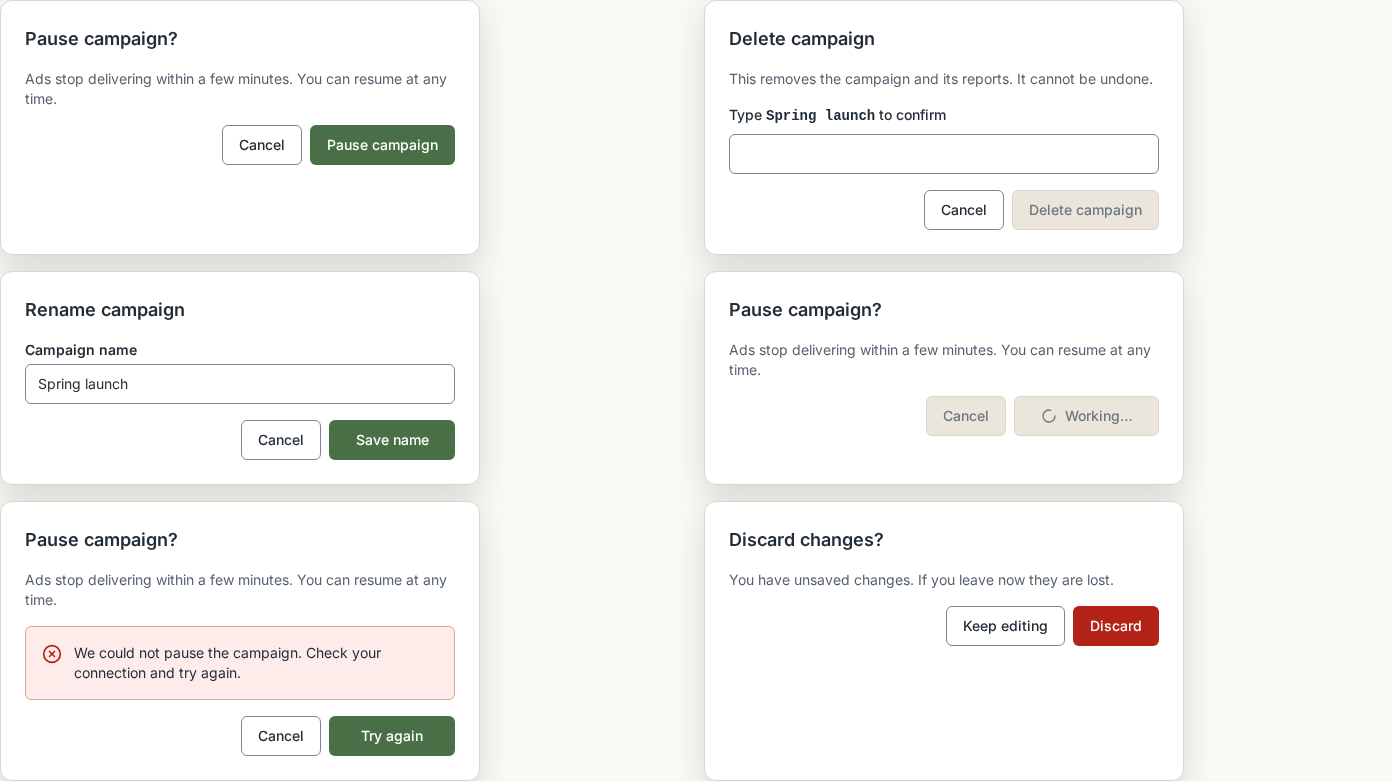 Pause campaign?
Ads stop delivering within a few minutes. You can resume at any
time.
Cancel
Pause campaign
Delete campaign
This removes the campaign and its reports. It cannot be undone.
Type Spring launch to confirm
Cancel
Delete campaign
Rename campaign
Campaign name
Spring launch
Cancel
Save name
Pause campaign?
Ads stop delivering within a few minutes. You can resume at any
time.
Cancel
Working…
Pause campaign?
Ads stop delivering within a few minutes. You can resume at any
time.
We could not pause the campaign. Check your
connection and try again.
Cancel
Try again
Discard changes?
You have unsaved changes. If you leave now they are lost.
Keep editing
Discard